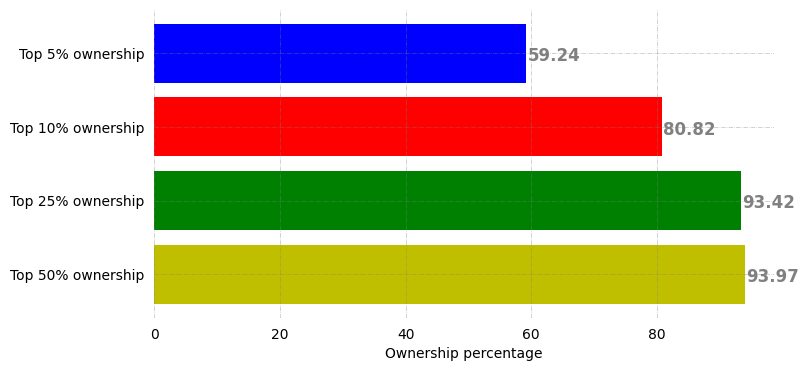 Top 5% ownership 59.24
Top 10% ownership 80.82
Top 25% ownership 93.42
Top 50% ownership 93.97
0 20 40 60 80
Ownership percentage